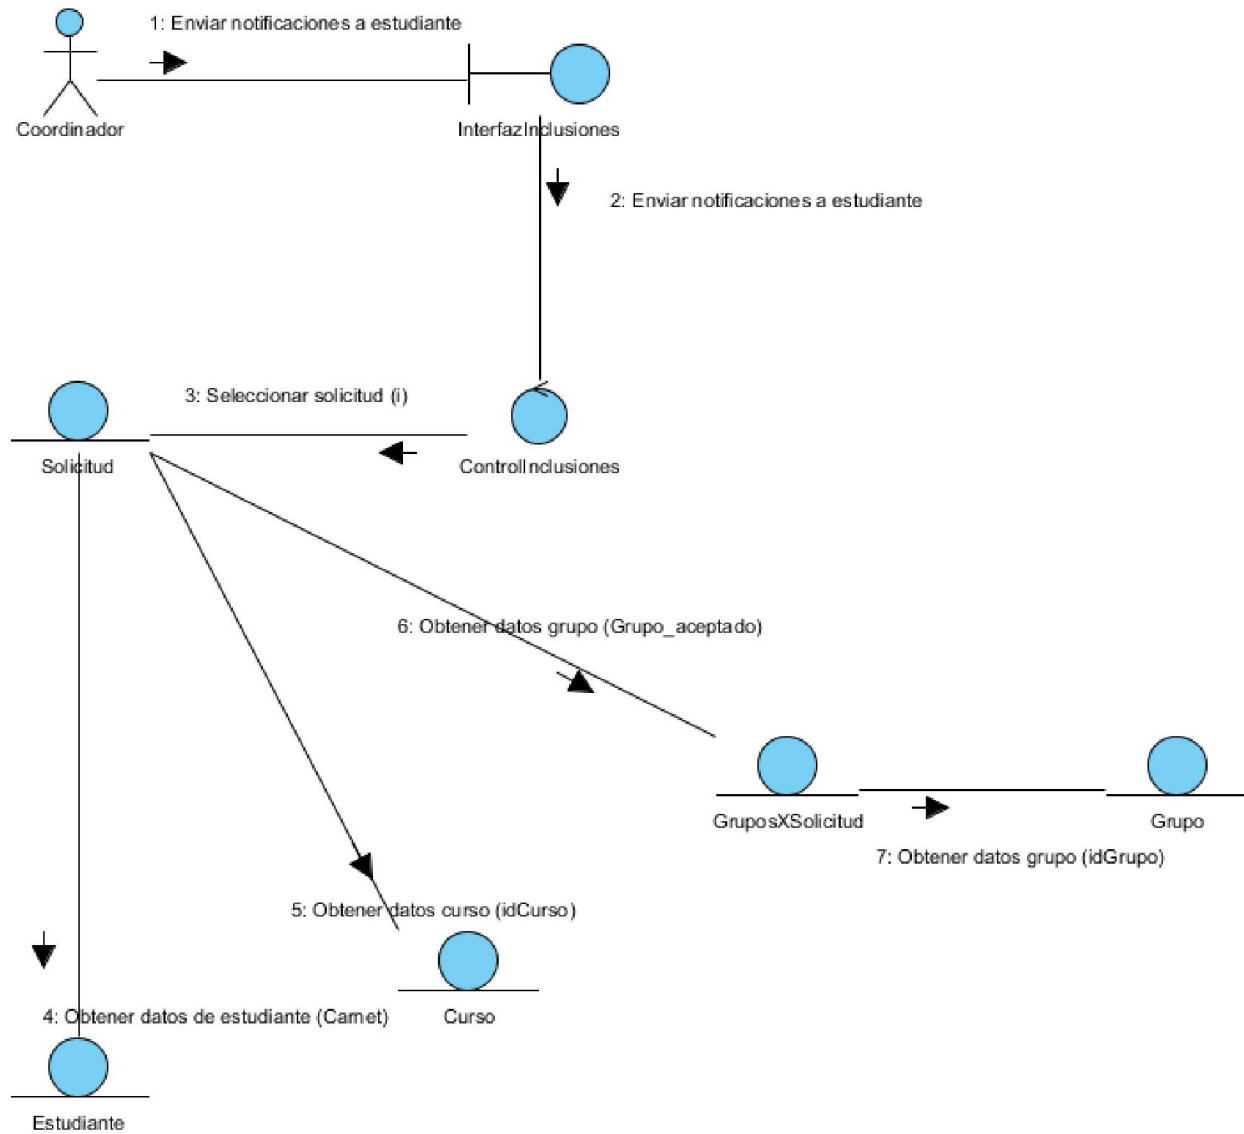 1: Enviar notificaciones a estudiante
Coordinador
InterfazInclusiones
2: Enviar notificaciones a estudiante
3: Seleccionar solicitud (i)
Solicitud
ControlInclusiones
6: Obtener datos grupo (Grupo_aceptado)
GruposXSolicitud
Grupo
7: Obtener datos grupo (idGrupo)
5: Obtener datos curso (idCurso)
4: Obtener datos de estudiante (Carnet)
Curso
Estudiante